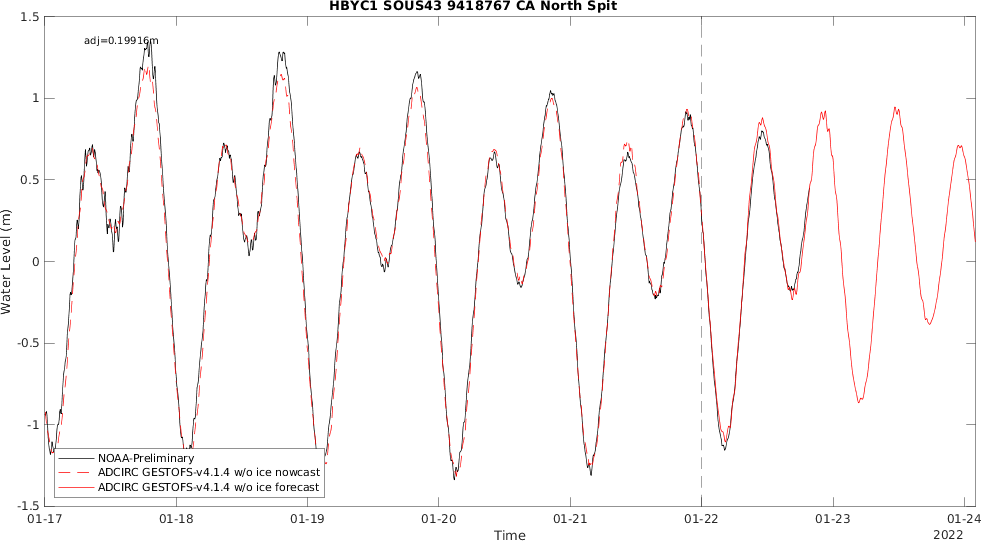 HBYC1 SOUS43 9418767 CA North Spit
adj=0.19916m
1.5
1
0.5
0
-0.5
-1
-1.5
Water Level (m)
NOAA-Preliminary
ADCIRC GESTOFS-v4.1.4 w/o ice nowcast
ADCIRC GESTOFS-v4.1.4 w/o ice forecast
01-17 01-18 01-19 01-20 01-21 01-22 01-23 01-24
Time
2022